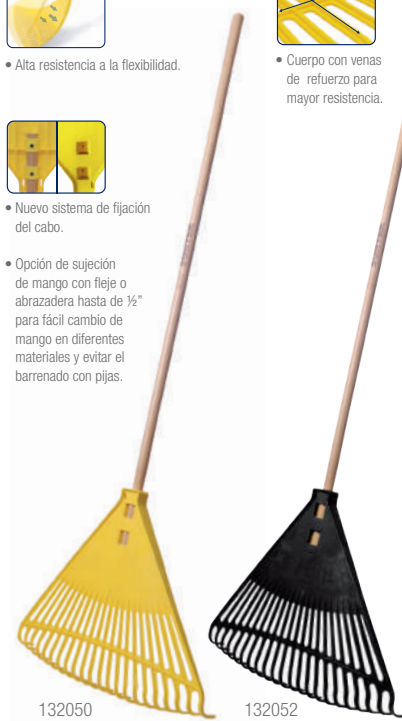 • Alta resistencia a la flexibilidad.
• Cuerpo con venas
de refuerzo para
mayor resistencia.
• Nuevo sistema de fijación
del cabo.
• Opción de sujeción
de mango con fleje o
abrazadera hasta de ½”
para fácil cambio de
mango en diferentes
materiales y evitar el
barrenado con pijas.
132050
132052